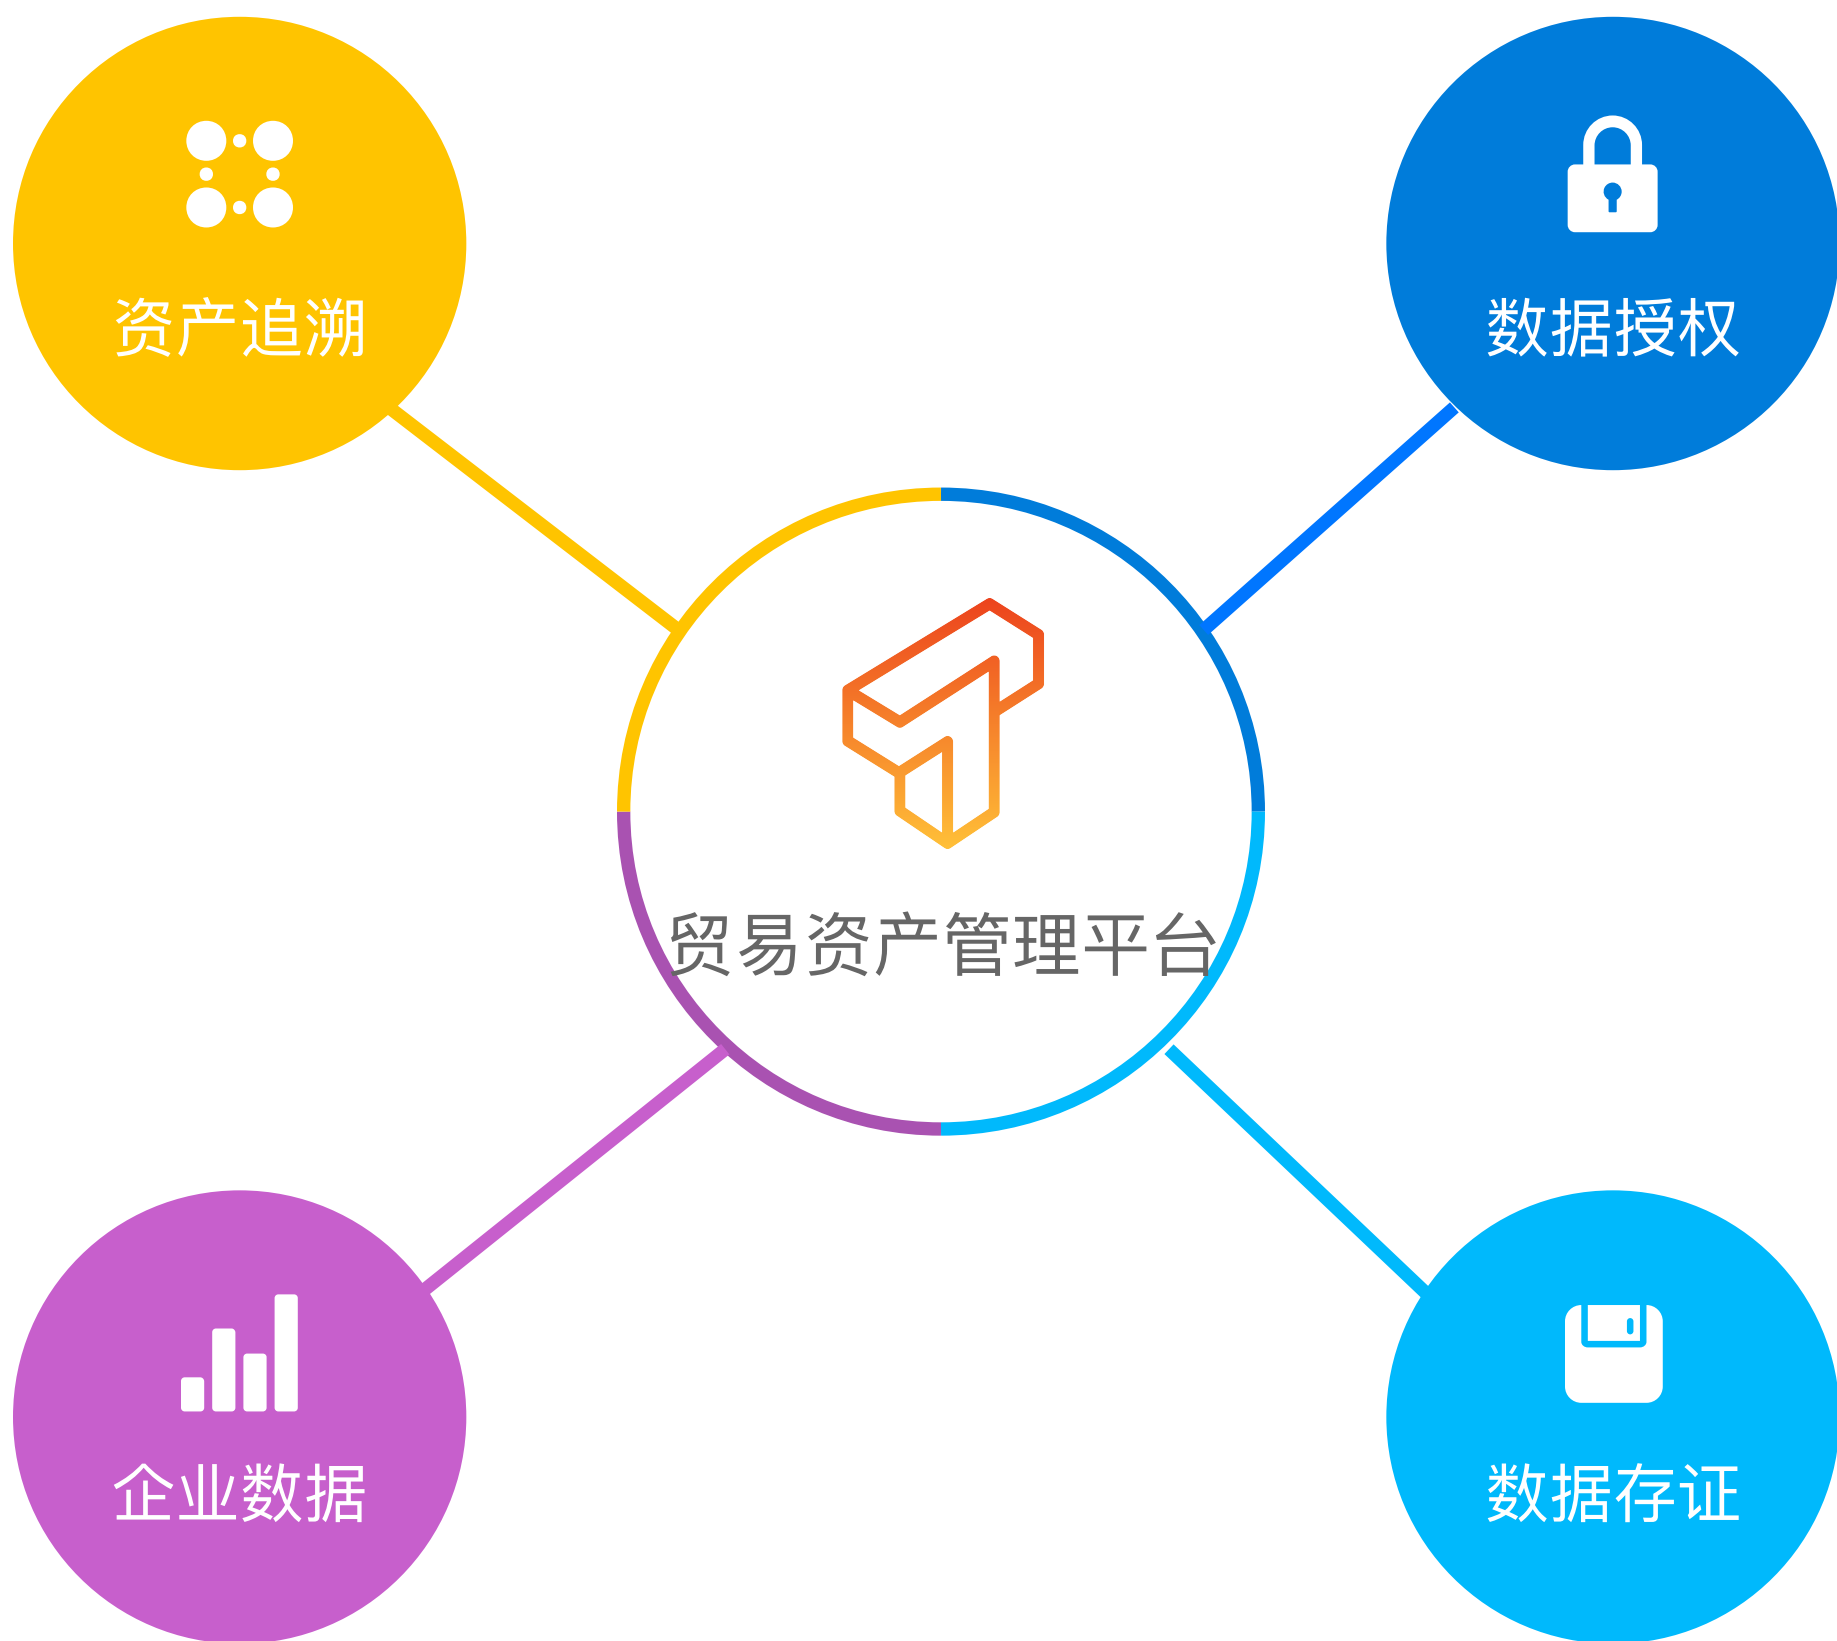 资产追溯
数据授权
贸易资产管理平台
企业数据
数据存证